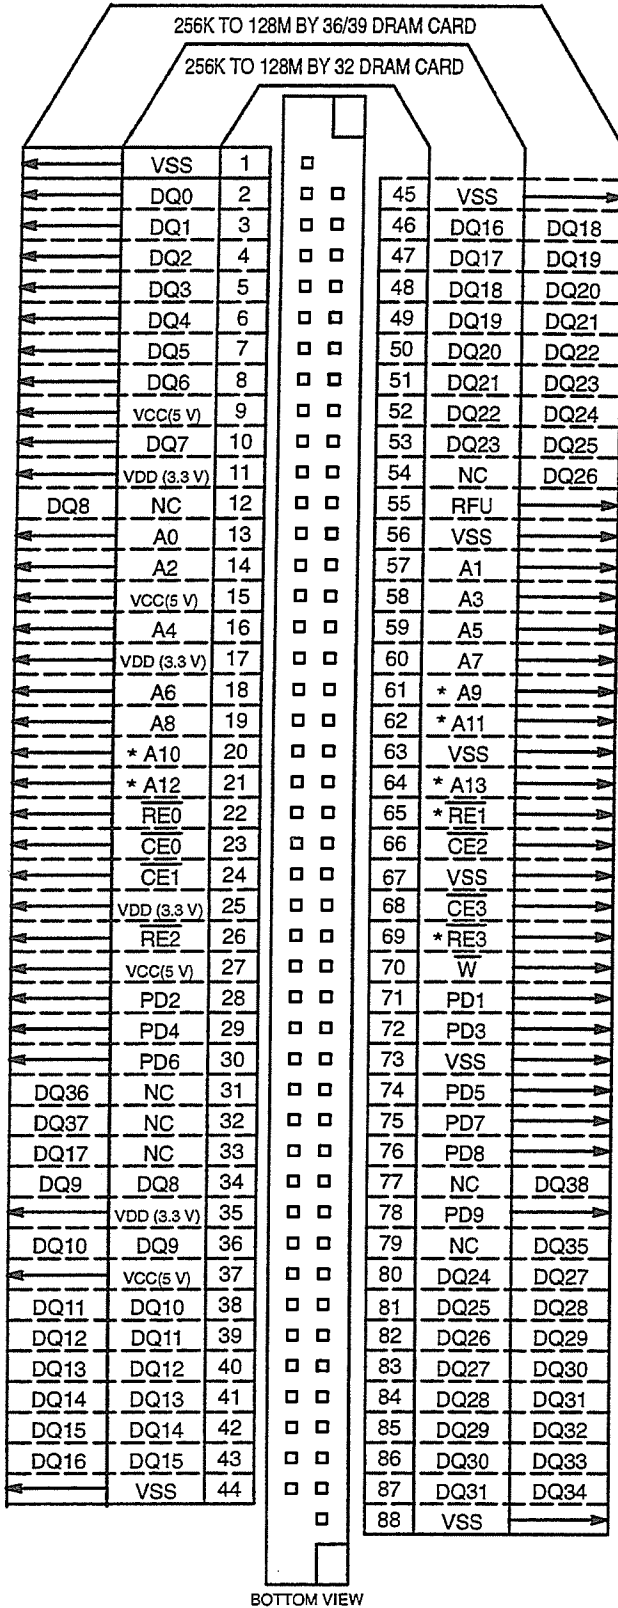 256K TO 128M BY 36/39 DRAM CARD
256K TO 128M BY 32 DRAM CARD
VSS 1
DQ0 2
DQ1 3
DQ2 4
DQ3 5
DQ4 6
DQ5 7
DQ6 8
VCC(5 V) 9
DQ7 10
VDD (3.3 V) 11
DQ8 NC 12
A0 13
A2 14
VCC(5 V) 15
A4 16
VDD (3.3 V) 17
A6 18
A8 19
* A10 20
* A12 21
RE0 22
CE0 23
CE1 24
VDD (3.3 V) 25
RE2 26
VCC(5 V) 27
PD2 28
PD4 29
PD6 30
DQ36 NC 31
DQ37 NC 32
DQ17 NC 33
DQ9 DQ8 34
VDD (3.3 V) 35
DQ10 DQ9 36
VCC(5 V) 37
DQ11 DQ10 38
DQ12 DQ11 39
DQ13 DQ12 40
DQ14 DQ13 41
DQ15 DQ14 42
DQ16 DQ15 43
VSS 44
45 VSS
46 DQ16 DQ18
47 DQ17 DQ19
48 DQ18 DQ20
49 DQ19 DQ21
50 DQ20 DQ22
51 DQ21 DQ23
52 DQ22 DQ24
53 DQ23 DQ25
54 NC DQ26
55 RFU
56 VSS
57 A1
58 A3
59 A5
60 A7
61 * A9
62 * A11
63 VSS
64 * A13
65 * RE1
66 CE2
67 VSS
68 CE3
69 * RE3
70 W
71 PD1
72 PD3
73 VSS
74 PD5
75 PD7
76 PD8
77 NC DQ38
78 PD9
79 NC DQ35
80 DQ24 DQ27
81 DQ25 DQ28
82 DQ26 DQ29
83 DQ27 DQ30
84 DQ28 DQ31
85 DQ29 DQ32
86 DQ30 DQ33
87 DQ31 DQ34
88 VSS
BOTTOM VIEW